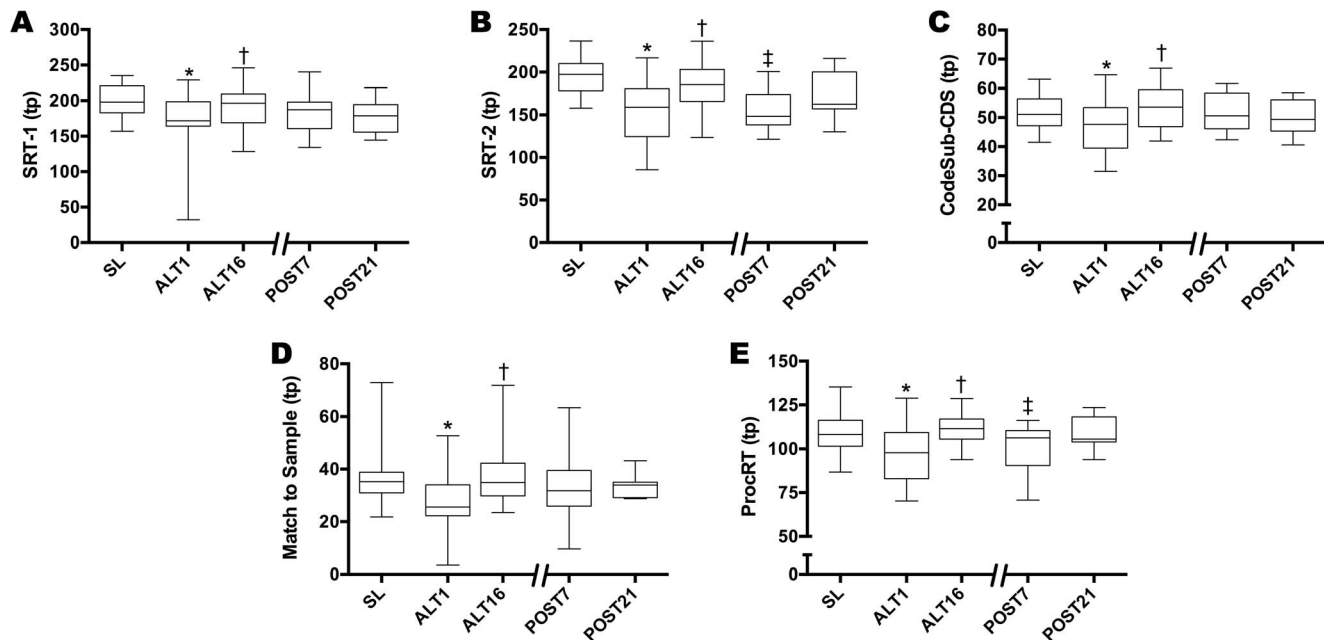 A
SRT-1 (tp)
300
250
200
150
100
50
0
*
†
SL
ALT1
ALT16
POST7
POST21
B
SRT-2 (tp)
250
200
150
100
50
0
*
†
‡
SL
ALT1
ALT16
POST7
POST21
C
CodeSub-CDS (tp)
80
70
60
50
40
30
20
0
*
†
SL
ALT1
ALT16
POST7
POST21
D
Match to Sample (tp)
80
60
40
20
0
*
†
SL
ALT1
ALT16
POST7
POST21
E
ProcRT (tp)
150
125
100
75
50
0
*
†
‡
SL
ALT1
ALT16
POST7
POST21